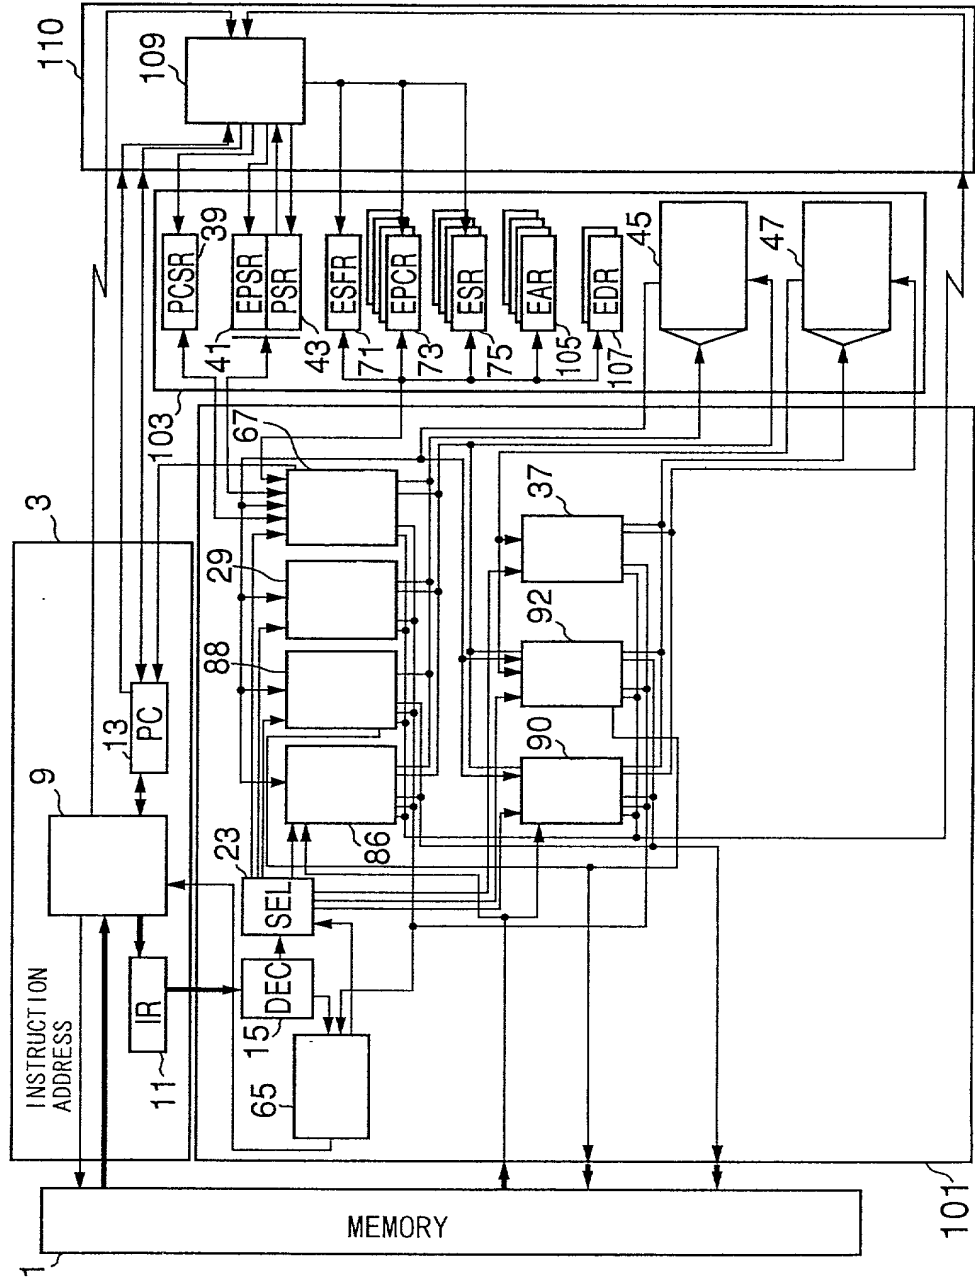 110
109
PCSR
39
EPSR
41
PSR
43
ESFR
71
EPCR
73
ESR
75
EAR
105
EDR
107
45
47
103
3
67
29
88
86
37
92
90
9
13
PC
23
SEL
DEC
15
IR
11
65
INSTRUCTION
ADDRESS
MEMORY
1
101